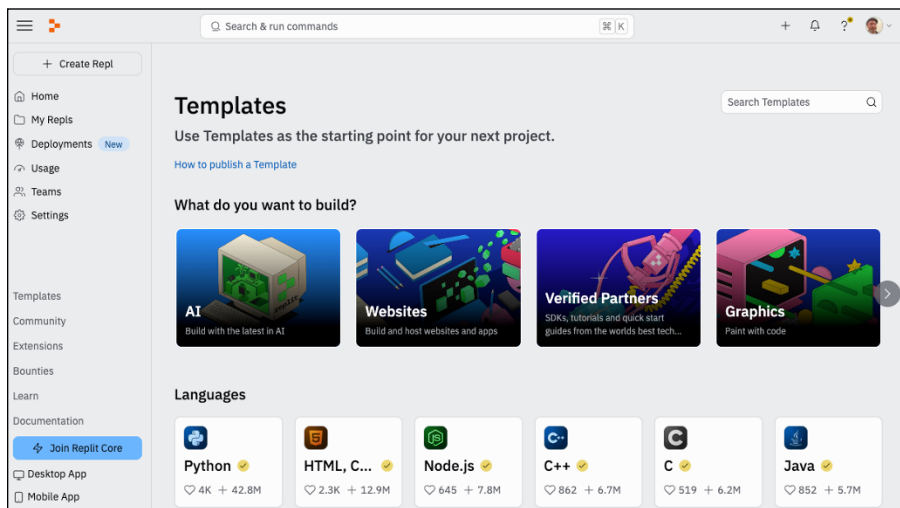 Search & run commands
⌘ K
?
+ Create Repl
Home
My Repls
Deployments New
Usage
Teams
Settings
Templates
Community
Extensions
Bounties
Learn
Documentation
Join Replit Core
Desktop App
Mobile App
Templates
Search Templates
Use Templates as the starting point for your next project.
How to publish a Template
What do you want to build?
AI
Build with the latest in AI
Websites
Build and host websites and apps
Verified Partners
SDKs, tutorials and quick start
guides from the worlds best tech...
Graphics
Paint with code
Languages
Python
4K + 42.8M
HTML, C...
2.3K + 12.9M
Node.js
645 + 7.8M
C++
862 + 6.7M
C
519 + 6.2M
Java
852 + 5.7M